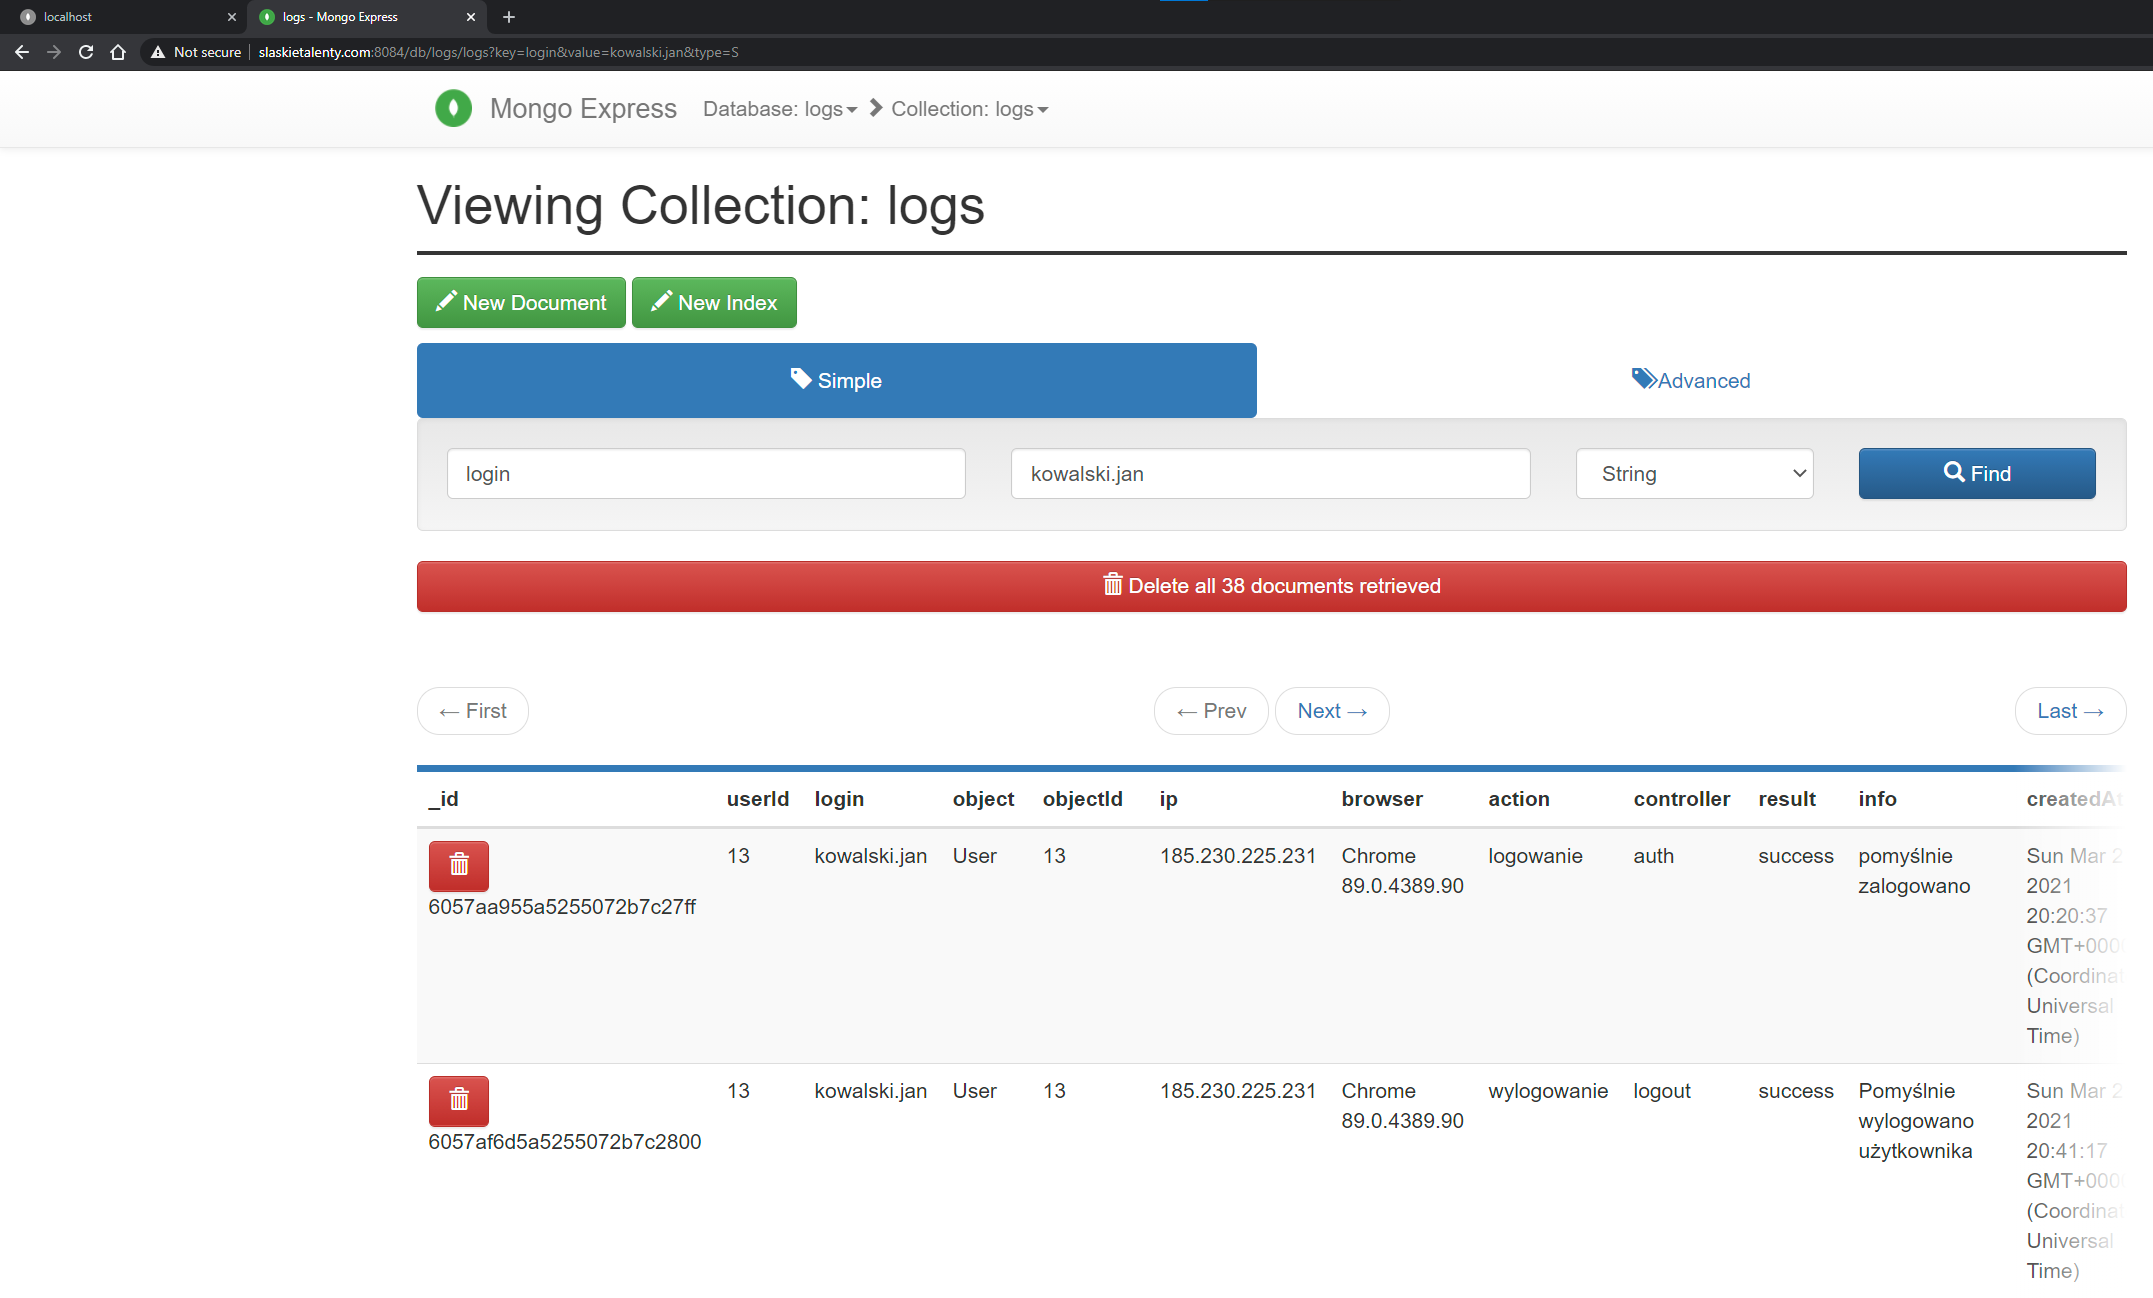 localhost
logs - Mongo Express
Not secure slaskietalenty.com:8084/db/logs/logs?key=login&value=kowalski.jan&type=S
Mongo Express Database: logs Collection: logs
Viewing Collection: logs
New Document New Index
Simple Advanced
login kowalski.jan String Find
Delete all 38 documents retrieved
← First ← Prev Next → Last →
_id userId login object objectId ip browser action controller result info createdAt
13 kowalski.jan User 13 185.230.225.231 Chrome logowanie auth success pomyślnie Sun Mar 2
89.0.4389.90 zalogowano 2021
6057aa955a5255072b7c27ff 20:20:37
GMT+000
(Coordina
Universal
Time)
13 kowalski.jan User 13 185.230.225.231 Chrome wylogowanie logout success Pomyślnie Sun Mar 2
89.0.4389.90 wylogowano 2021
6057af6d5a5255072b7c2800 użytkownika 20:41:17
GMT+000
(Coordina
Universal
Time)